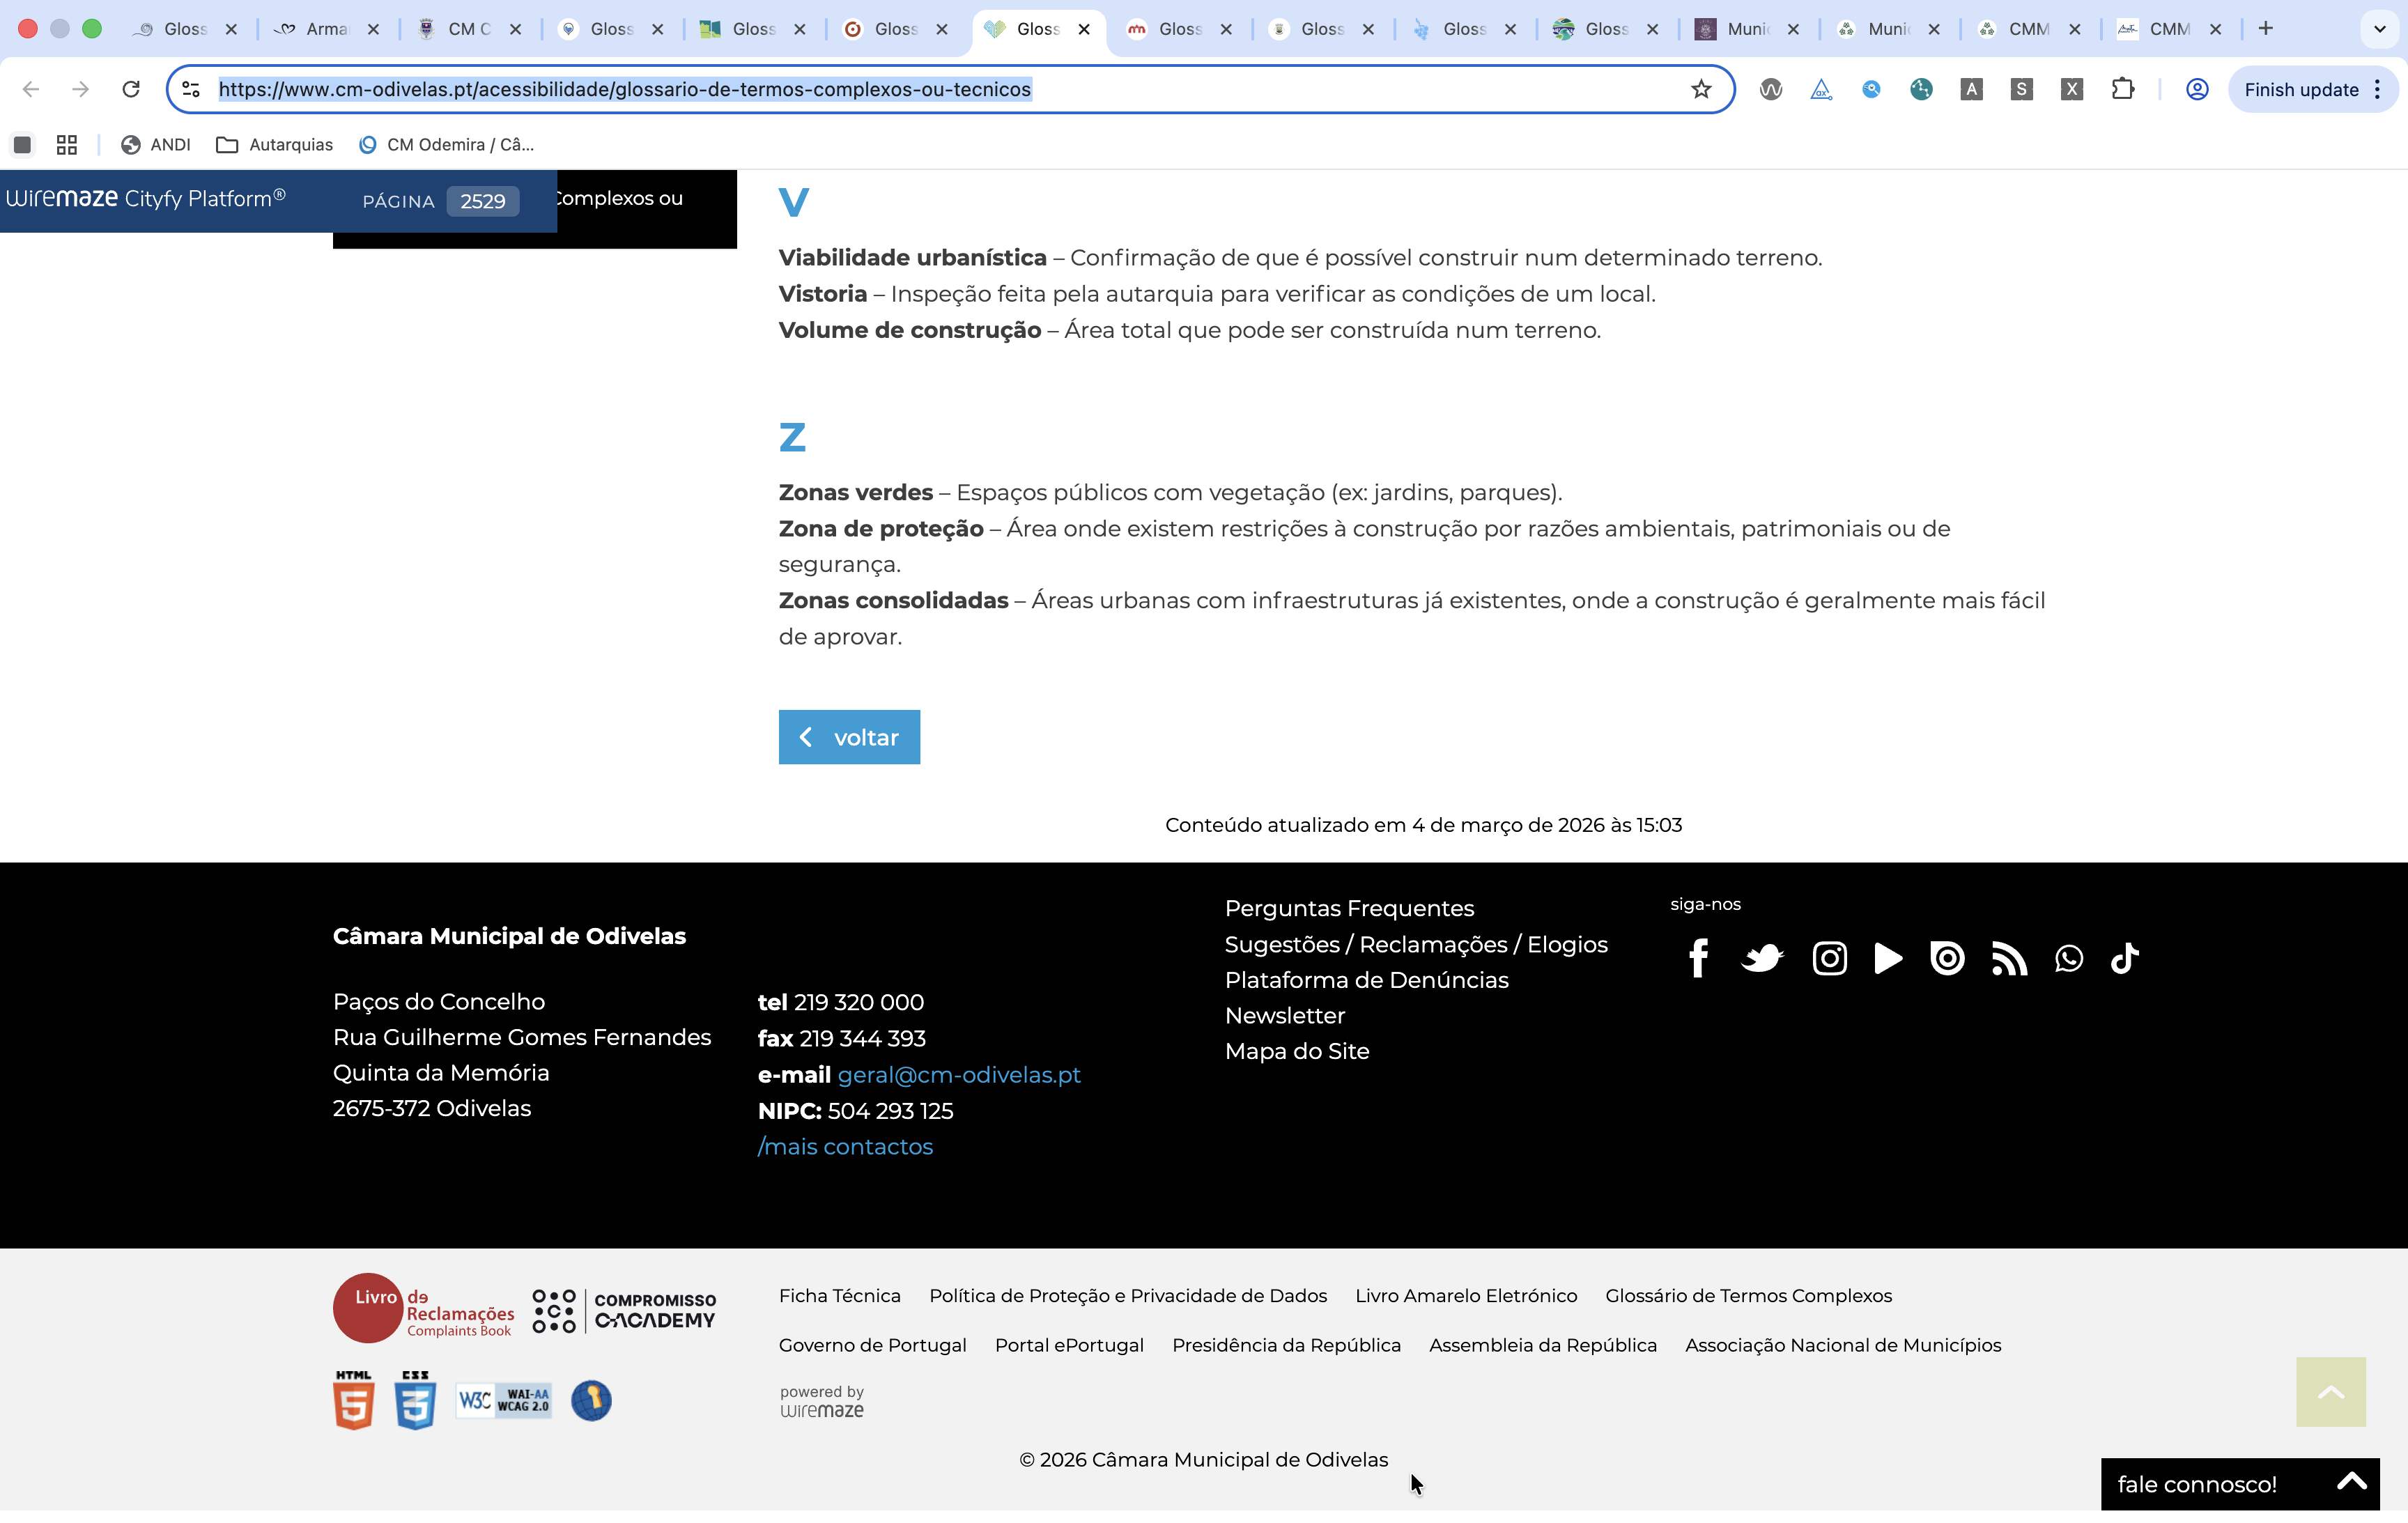 Gloss
Arma
CM C
Gloss
Gloss
Gloss
Gloss
Gloss
Gloss
Gloss
Gloss
Muni
Muni
CMM
CMM
https://www.cm-odivelas.pt/acessibilidade/glossario-de-termos-complexos-ou-tecnicos
A
S
X
Finish update
ANDI
Autarquias
CM Odemira / Câ...
wiremaze Cityfy Platform®
PÁGINA 2529
Complexos ou
V
Viabilidade urbanística – Confirmação de que é possível construir num determinado terreno.
Vistoria – Inspeção feita pela autarquia para verificar as condições de um local.
Volume de construção – Área total que pode ser construída num terreno.
Z
Zonas verdes – Espaços públicos com vegetação (ex: jardins, parques).
Zona de proteção – Área onde existem restrições à construção por razões ambientais, patrimoniais ou de
segurança.
Zonas consolidadas – Áreas urbanas com infraestruturas já existentes, onde a construção é geralmente mais fácil
de aprovar.
voltar
Conteúdo atualizado em 4 de março de 2026 às 15:03
Câmara Municipal de Odivelas
Paços do Concelho
Rua Guilherme Gomes Fernandes
Quinta da Memória
2675-372 Odivelas
tel 219 320 000
fax 219 344 393
e-mail geral@cm-odivelas.pt
NIPC: 504 293 125
/mais contactos
Perguntas Frequentes
Sugestões / Reclamações / Elogios
Plataforma de Denúncias
Newsletter
Mapa do Site
siga-nos
Livro de
Reclamações
Complaints Book
COMPROMISSO
C-ACADEMY
HTML
5
CSS
3
W3C WAI-AA
WCAG 2.0
Ficha Técnica
Política de Proteção e Privacidade de Dados
Livro Amarelo Eletrónico
Glossário de Termos Complexos
Governo de Portugal
Portal ePortugal
Presidência da República
Assembleia da República
Associação Nacional de Municípios
powered by
wiremaze
© 2026 Câmara Municipal de Odivelas
fale connosco!